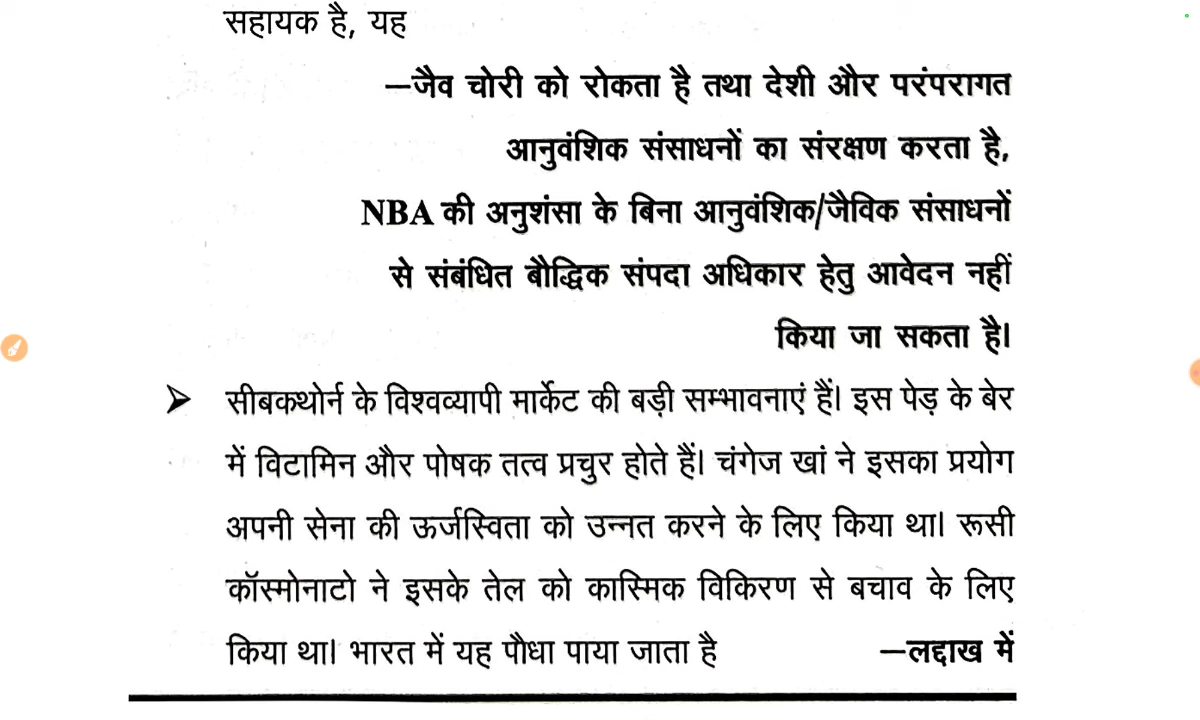 सहायक है, यह
–जैव चोरी को रोकता है तथा देशी और परंपरागत
आनुवंशिक संसाधनों का संरक्षण करता है,
NBA की अनुशंसा के बिना आनुवंशिक/जैविक संसाधनों
से संबंधित बौद्धिक संपदा अधिकार हेतु आवेदन नहीं
किया जा सकता है।
➢ सीबकथोर्न के विश्वव्यापी मार्केट की बड़ी सम्भावनाएं हैं। इस पेड़ के बेर
में विटामिन और पोषक तत्व प्रचुर होते हैं। चंगेज खां ने इसका प्रयोग
अपनी सेना की ऊर्जस्विता को उन्नत करने के लिए किया था। रूसी
कॉस्मोनाटो ने इसके तेल को कास्मिक विकिरण से बचाव के लिए
किया था। भारत में यह पौधा पाया जाता है –लद्दाख में